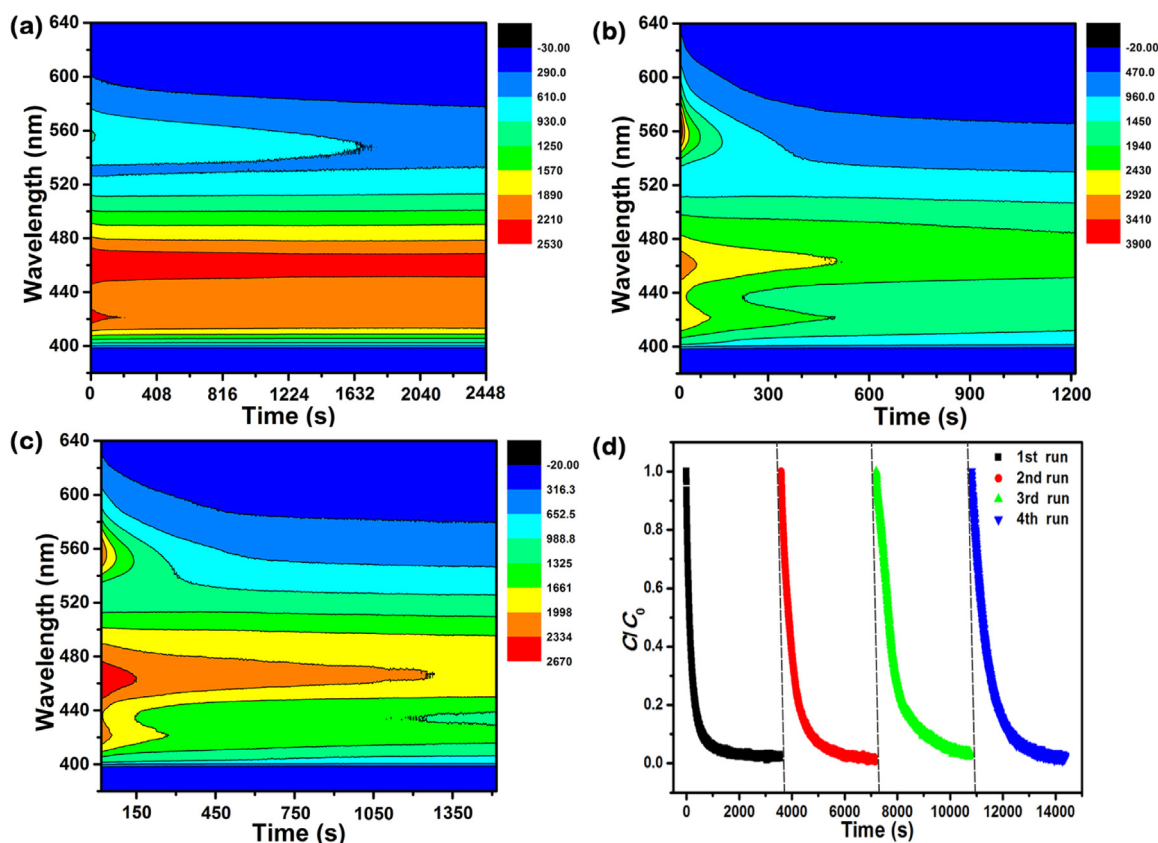 (a)
Wavelength (nm)
640
600
560
520
480
440
400
0 408 816 1224 1632 2040 2448
Time (s)
-30.00
290.0
610.0
930.0
1250
1570
1890
2210
2530
(b)
Wavelength (nm)
640
600
560
520
480
440
400
0 300 600 900 1200
Time (s)
-20.00
470.0
960.0
1450
1940
2430
2920
3410
3900
(c)
Wavelength (nm)
640
600
560
520
480
440
400
150 450 750 1050 1350
Time (s)
-20.00
316.3
652.5
988.8
1325
1661
1998
2334
2670
(d)
C/C0
1.0
0.8
0.6
0.4
0.2
0.0
0 2000 4000 6000 8000 10000 12000 14000
Time (s)
1st run
2nd run
3rd run
4th run